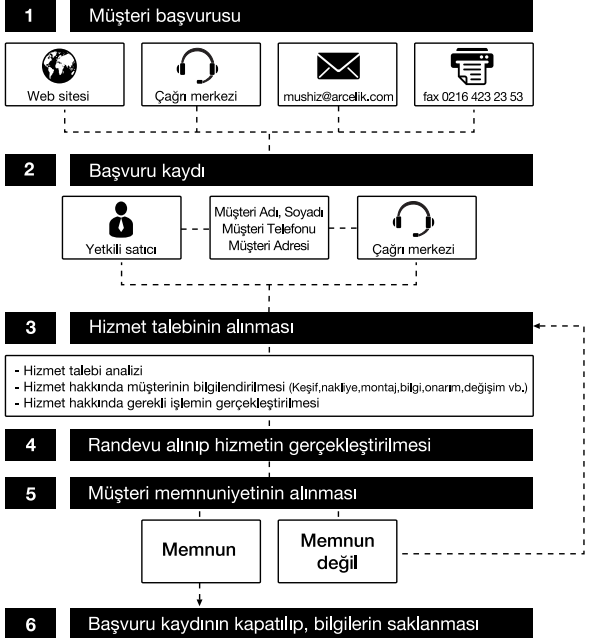 1 Müşteri başvurusu
Web sitesi
Çağrı merkezi
mushiz@arcelik.com
fax 0216 423 23 53
2 Başvuru kaydı
Yetkili satıcı
Müşteri Adı, Soyadı
Müşteri Telefonu
Müşteri Adresi
Çağrı merkezi
3 Hizmet talebinin alınması
- Hizmet talebi analizi
- Hizmet hakkında müşterinin bilgilendirilmesi (Keşif,nakliye,montaj,bilgi,onarım,değişim vb.)
- Hizmet hakkında gerekli işlemin gerçekleştirilmesi
4 Randevu alınıp hizmetin gerçekleştirilmesi
5 Müşteri memnuniyetinin alınması
Memnun
Memnun
değil
6 Başvuru kaydının kapatılıp, bilgilerin saklanması